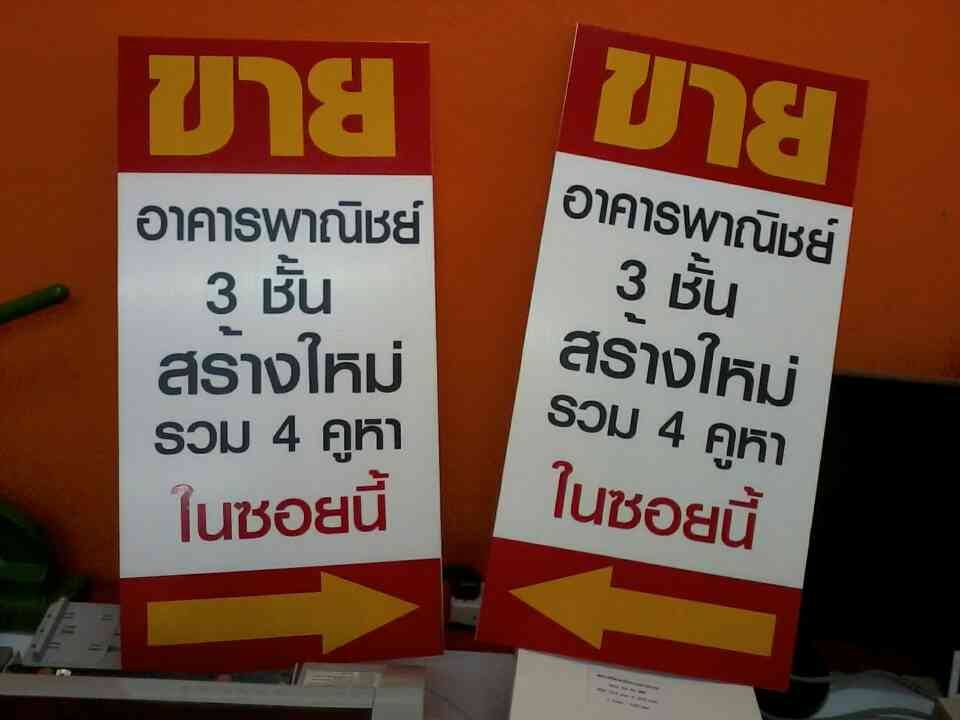 ขาย
อาคารพาณิชย์
3 ชั้น
สร้างใหม่
รวม 4 คูหา
ในซอยนี้
ขาย
อาคารพาณิชย์
3 ชั้น
สร้างใหม่
รวม 4 คูหา
ในซอยนี้